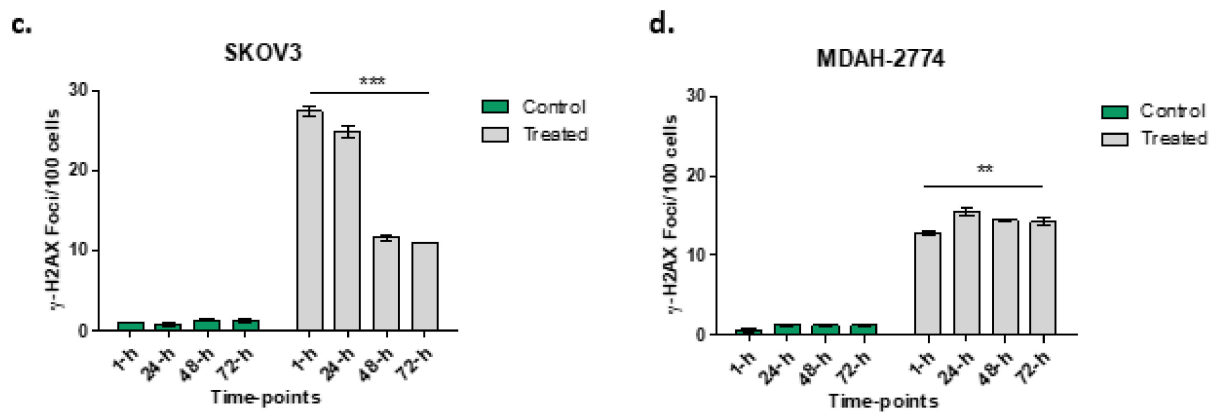 c.
SKOV3
γ-H2AX Foci/100 cells
30
20
10
0
***
Control
Treated
1-h
24-h
48-h
72-h
1-h
24-h
48-h
72-h
Time-points
d.
MDAH-2774
γ-H2AX Foci/100 cells
30
20
10
0
**
Control
Treated
1-h
24-h
48-h
72-h
1-h
24-h
48-h
72-h
Time-points